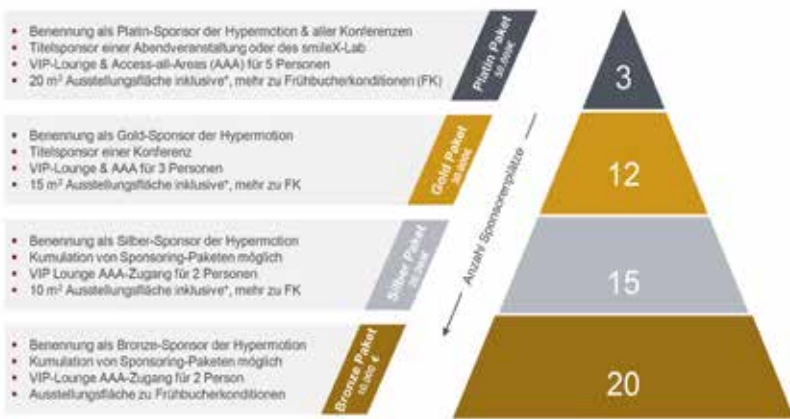 • Benennung als Platin-Sponsor der Hypermotion & aller Konferenzen
• Titelsponsor einer Abendveranstaltung oder des smileX-Lab
• VIP-Lounge & Access-all-Areas (AAA) für 5 Personen
• 20 m² Ausstellungsfläche inklusive*, mehr zu Frühbucherkonditionen (FK)
Platin Paket
3
• Benennung als Gold-Sponsor der Hypermotion
• Titelsponsor einer Konferenz
• VIP-Lounge & AAA für 3 Personen
• 15 m² Ausstellungsfläche inklusive*, mehr zu FK
Gold Paket
12
Anzahl Sponsorenplätze
• Benennung als Silber-Sponsor der Hypermotion
• Kumulation von Sponsoring-Paketen möglich
• VIP Lounge AAA-Zugang für 2 Personen
• 10 m² Ausstellungsfläche inklusive*, mehr zu FK
Silber Paket
15
• Benennung als Bronze-Sponsor der Hypermotion
• Kumulation von Sponsoring-Paketen möglich
• VIP-Lounge AAA-Zugang für 2 Person
• Ausstellungsfläche zu Frühbucherkonditionen
Bronze Paket
10.000 €
20